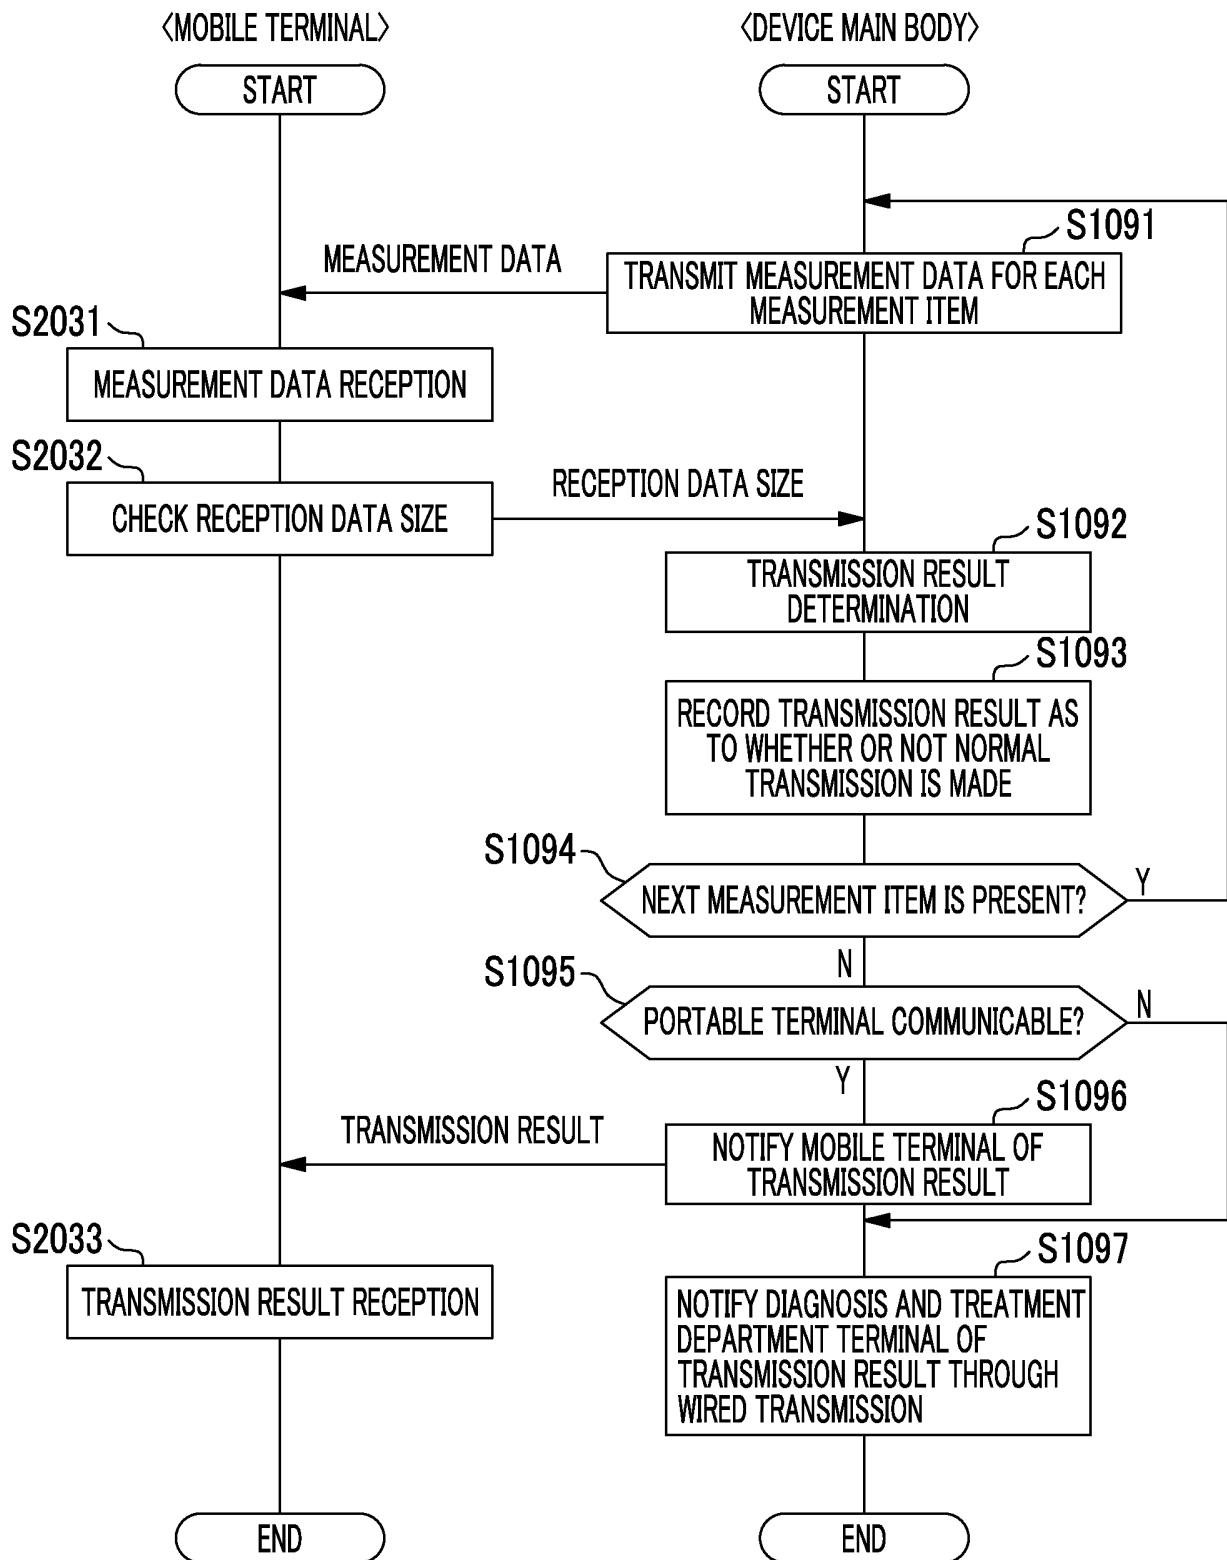 〈MOBILE TERMINAL〉
〈DEVICE MAIN BODY〉
START
START
S1091
MEASUREMENT DATA
TRANSMIT MEASUREMENT DATA FOR EACH
MEASUREMENT ITEM
S2031
MEASUREMENT DATA RECEPTION
S2032
CHECK RECEPTION DATA SIZE
RECEPTION DATA SIZE
S1092
TRANSMISSION RESULT
DETERMINATION
S1093
RECORD TRANSMISSION RESULT AS
TO WHETHER OR NOT NORMAL
TRANSMISSION IS MADE
S1094
NEXT MEASUREMENT ITEM IS PRESENT?
Y
N
S1095
PORTABLE TERMINAL COMMUNICABLE?
N
Y
S1096
TRANSMISSION RESULT
NOTIFY MOBILE TERMINAL OF
TRANSMISSION RESULT
S2033
TRANSMISSION RESULT RECEPTION
S1097
NOTIFY DIAGNOSIS AND TREATMENT
DEPARTMENT TERMINAL OF
TRANSMISSION RESULT THROUGH
WIRED TRANSMISSION
END
END